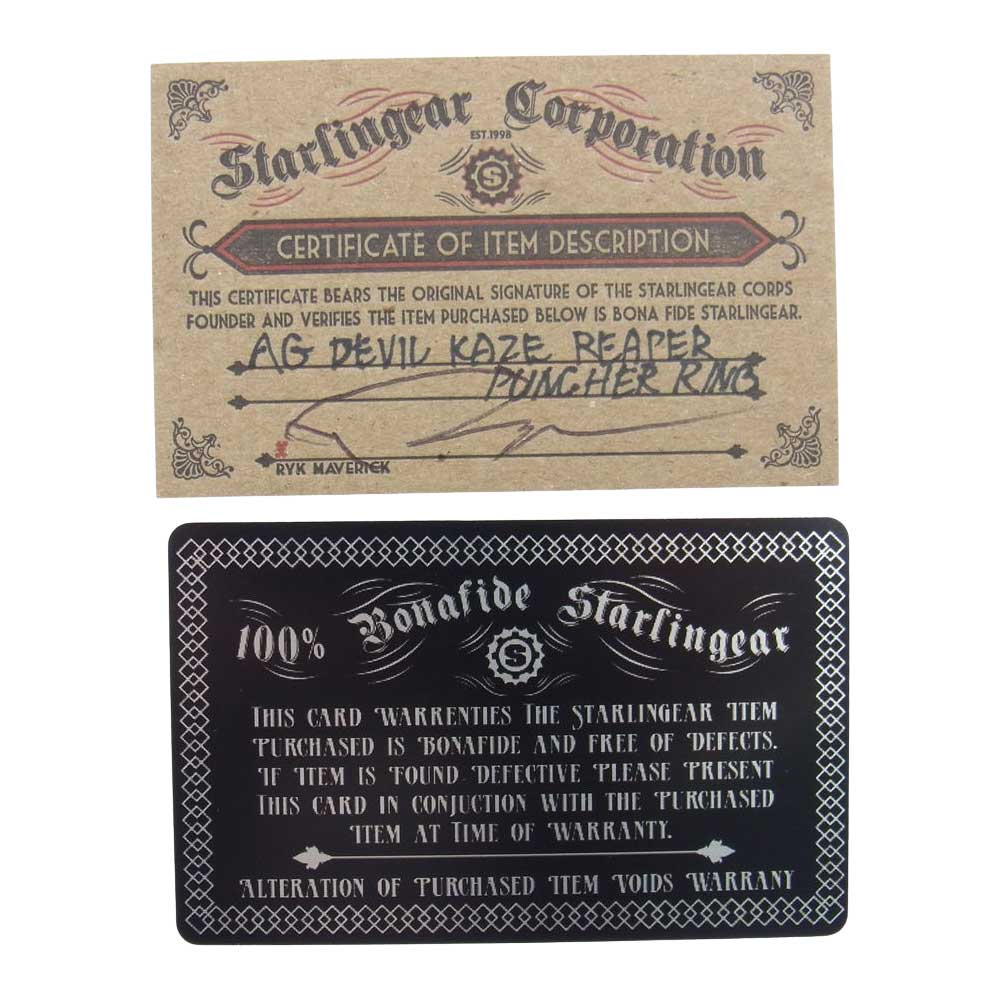 Starlingear Corporation
EST.1998
S
CERTIFICATE OF ITEM DESCRIPTION
THIS CERTIFICATE BEARS THE ORIGINAL SIGNATURE OF THE STARLINGEAR CORPS
FOUNDER AND VERIFIES THE ITEM PURCHASED BELOW IS BONA FIDE STARLINGEAR.
AG DEVIL KAZE REAPER
PUNCHER RING
RYK MAVERICK
100% Bonafide Starlingear
S
THIS CARD WARRENTIES THE STARLINGEAR ITEM
PURCHASED IS BONAFIDE AND FREE OF DEFECTS.
IF ITEM IS FOUND DEFECTIVE PLEASE PRESENT
THIS CARD IN CONJUCTION WITH THE PURCHASED
ITEM AT TIME OF WARRANTY.
ALTERATION OF PURCHASED ITEM VOIDS WARRANY